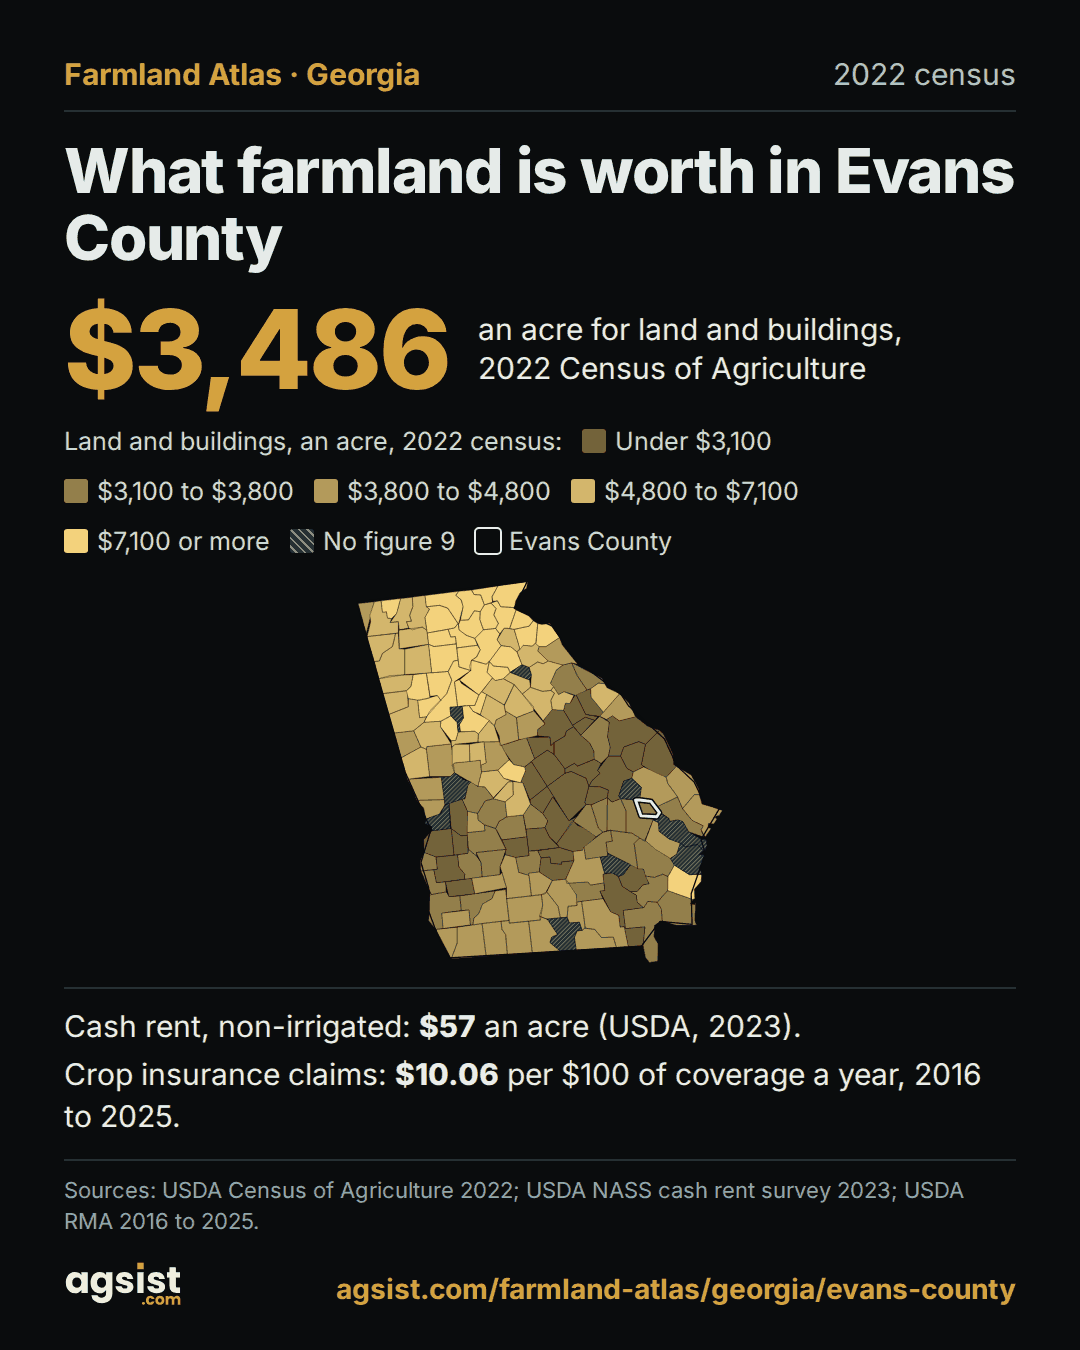 Farmland Atlas · Georgia
2022 census
What farmland is worth in Evans
County
$3,486
an acre for land and buildings,
2022 Census of Agriculture
Land and buildings, an acre, 2022 census: Under $3,100
$3,100 to $3,800 $3,800 to $4,800 $4,800 to $7,100
$7,100 or more No figure 9 Evans County
Cash rent, non-irrigated: $57 an acre (USDA, 2023).
Crop insurance claims: $10.06 per $100 of coverage a year, 2016
to 2025.
Sources: USDA Census of Agriculture 2022; USDA NASS cash rent survey 2023; USDA
RMA 2016 to 2025.
agsist
.com
agsist.com/farmland-atlas/georgia/evans-county